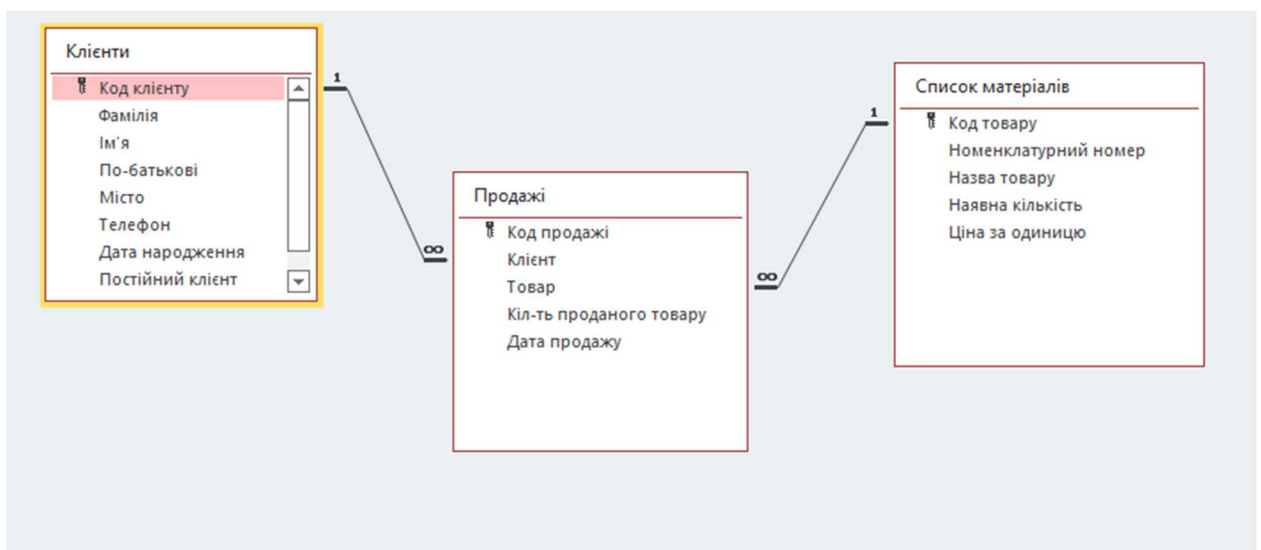 Клієнти
Код клієнту
Фамілія
Ім'я
По-батькові
Місто
Телефон
Дата народження
Постійний клієнт
1
∞
Продажі
Код продажі
Клієнт
Товар
Кіл-ть проданого товару
Дата продажу
∞
1
Список матеріалів
Код товару
Номенклатурний номер
Назва товару
Наявна кількість
Ціна за одиницю